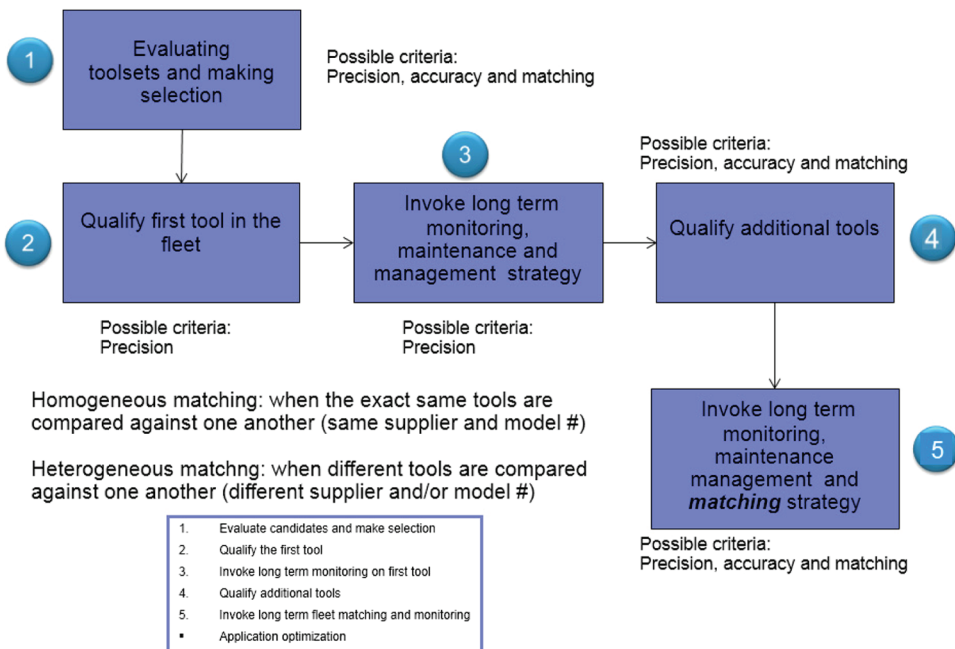 1
Evaluating
toolsets and making
selection
Possible criteria:
Precision, accuracy and matching
2
Qualify first tool in the
fleet
Possible criteria:
Precision
3
Invoke long term
monitoring,
maintenance and
management strategy
Possible criteria:
Precision
Possible criteria:
Precision, accuracy and matching
Qualify additional tools
4
Invoke long term
monitoring,
maintenance
management and
matching strategy
5
Possible criteria:
Precision, accuracy and matching
Homogeneous matching: when the exact same tools are
compared against one another (same supplier and model #)
Heterogeneous matchng: when different tools are compared
against one another (different supplier and/or model #)
1. Evaluate candidates and make selection
2. Qualify the first tool
3. Invoke long term monitoring on first tool
4. Qualify additional tools
5. Invoke long term fleet matching and monitoring
▪ Application optimization